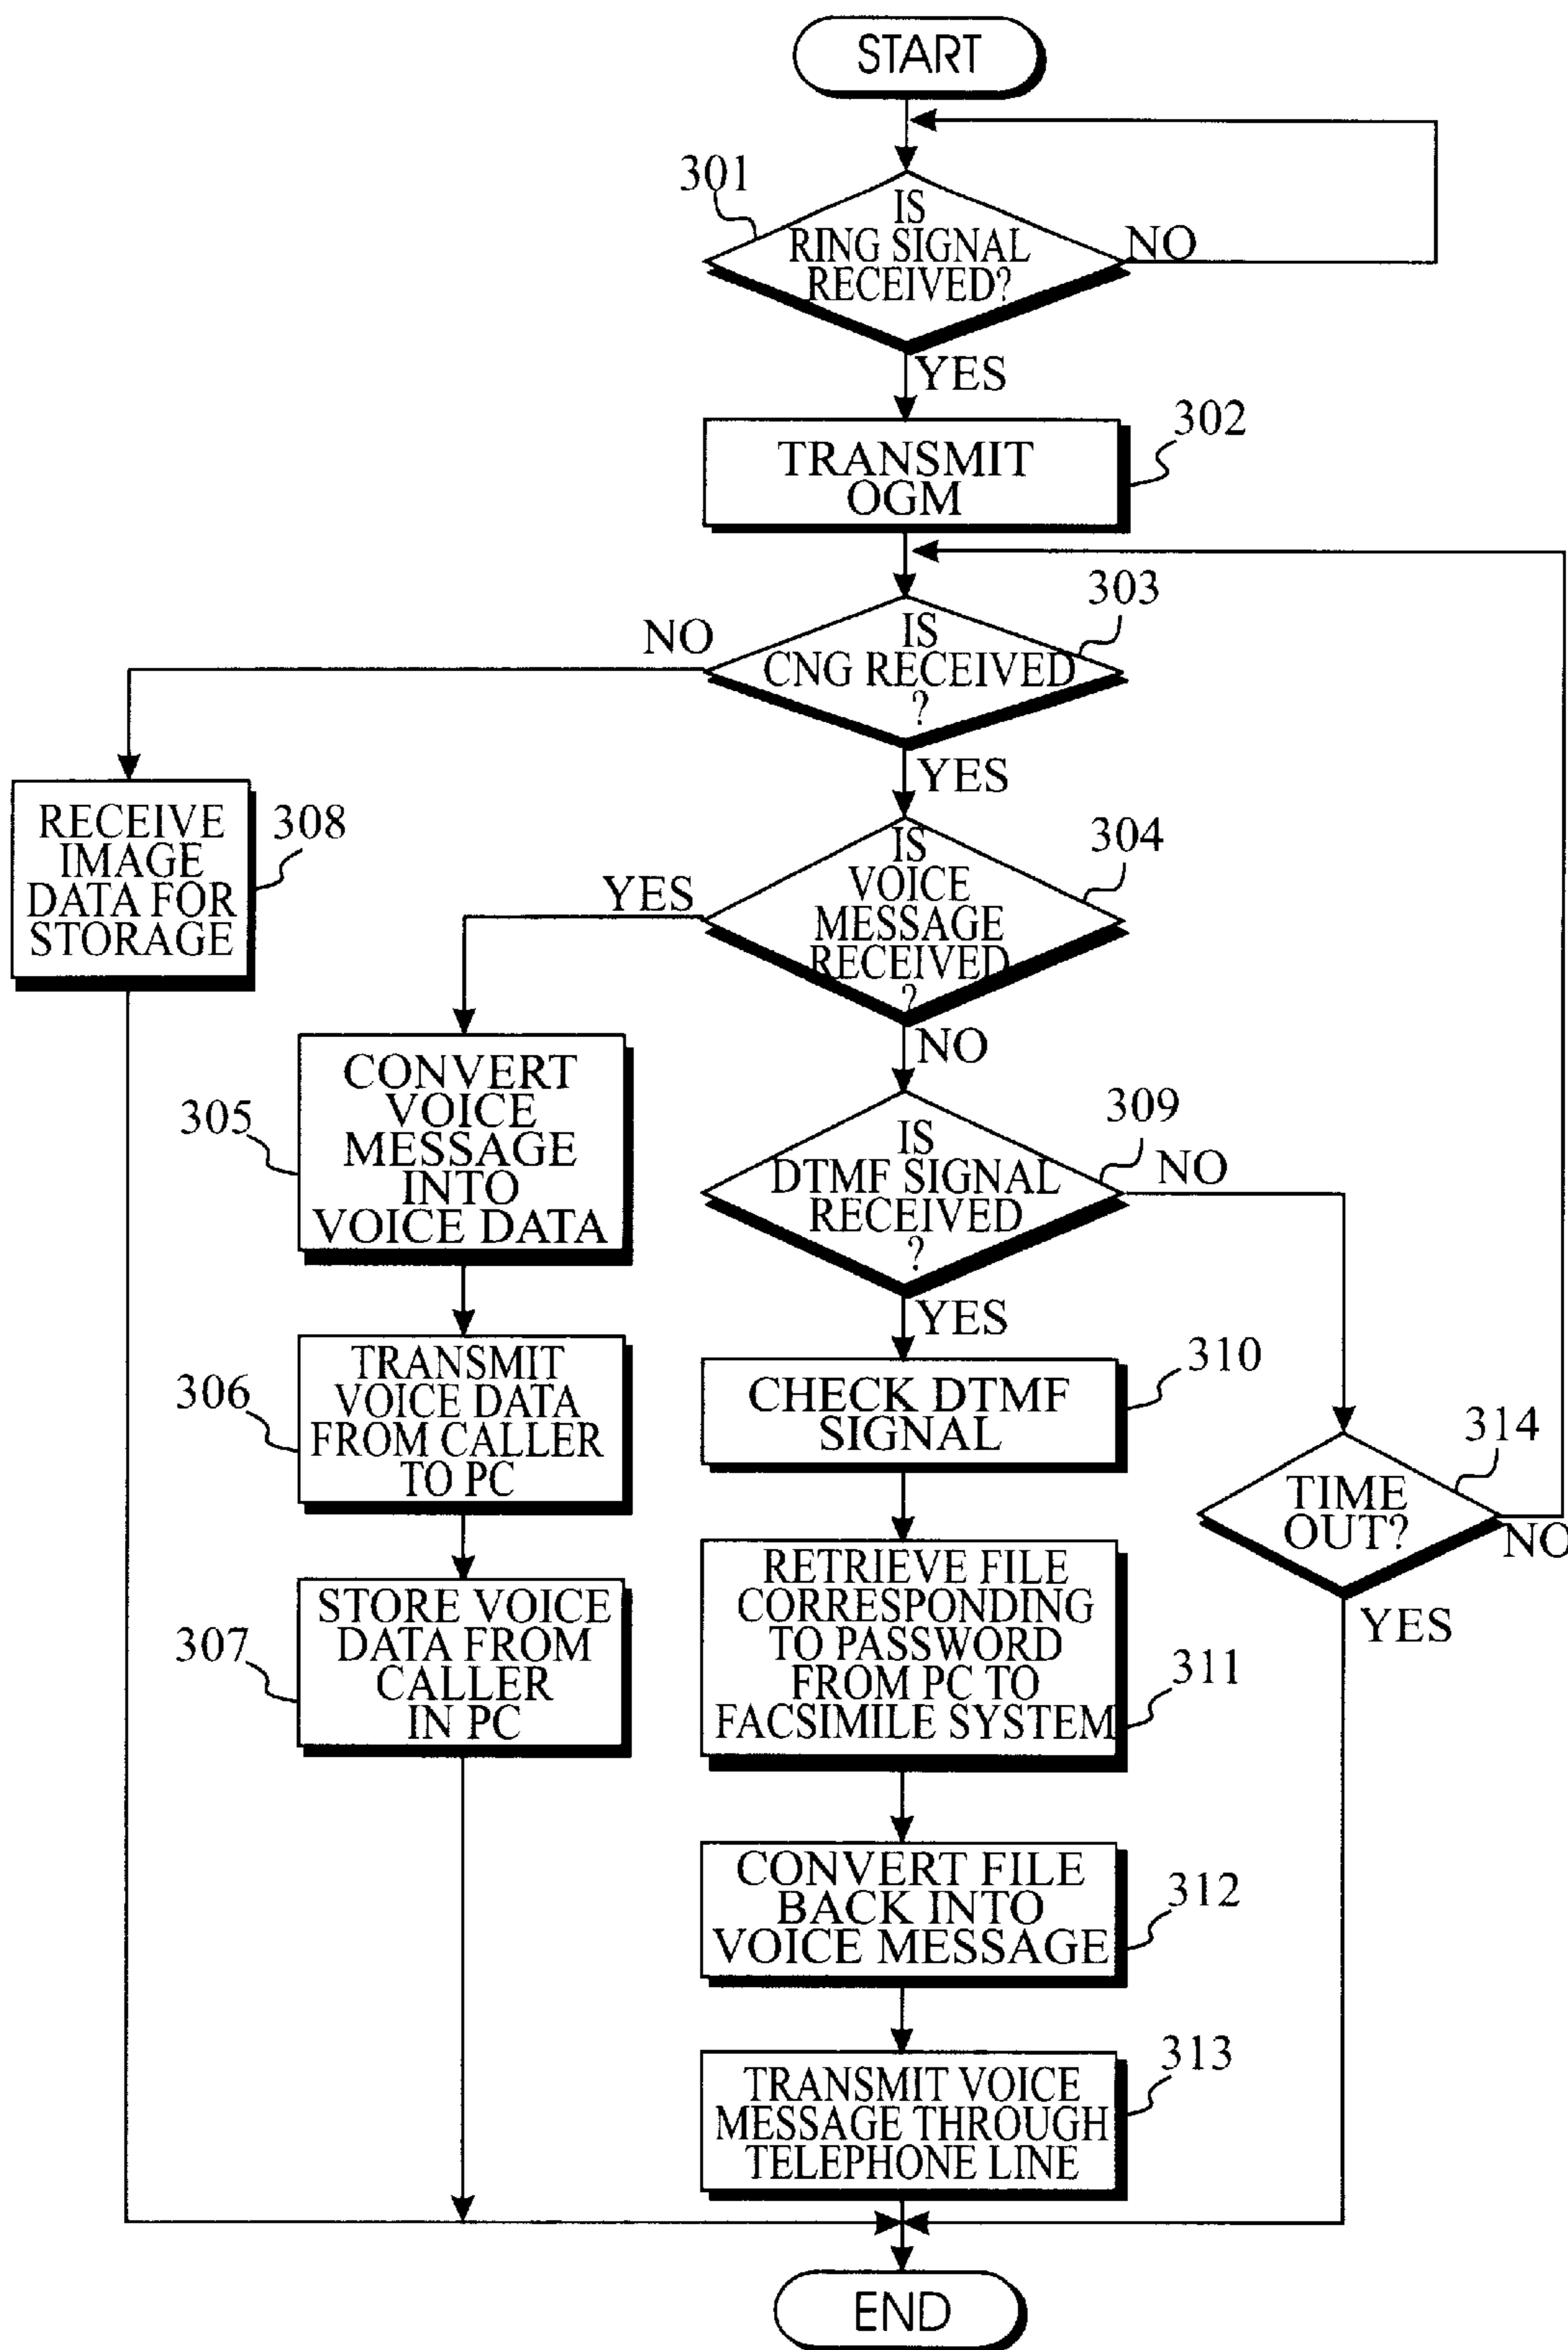 START
301
IS
RING SIGNAL
RECEIVED?
NO
YES
302
TRANSMIT
OGM
303
NO
IS
CNG RECEIVED
?
YES
RECEIVE
IMAGE
DATA FOR
STORAGE
308
304
YES
IS
VOICE
MESSAGE
RECEIVED
?
NO
305
CONVERT
VOICE
MESSAGE
INTO
VOICE DATA
309
IS
DTMF SIGNAL
RECEIVED
?
NO
YES
306
TRANSMIT
VOICE DATA
FROM CALLER
TO PC
310
CHECK DTMF
SIGNAL
314
TIME
OUT?
NO
YES
307
STORE VOICE
DATA FROM
CALLER
IN PC
RETRIEVE FILE
CORRESPONDING
TO PASSWORD
FROM PC TO
FACSIMILE SYSTEM
311
CONVERT FILE
BACK INTO
VOICE MESSAGE
312
TRANSMIT VOICE
MESSAGE THROUGH
TELEPHONE LINE
313
END